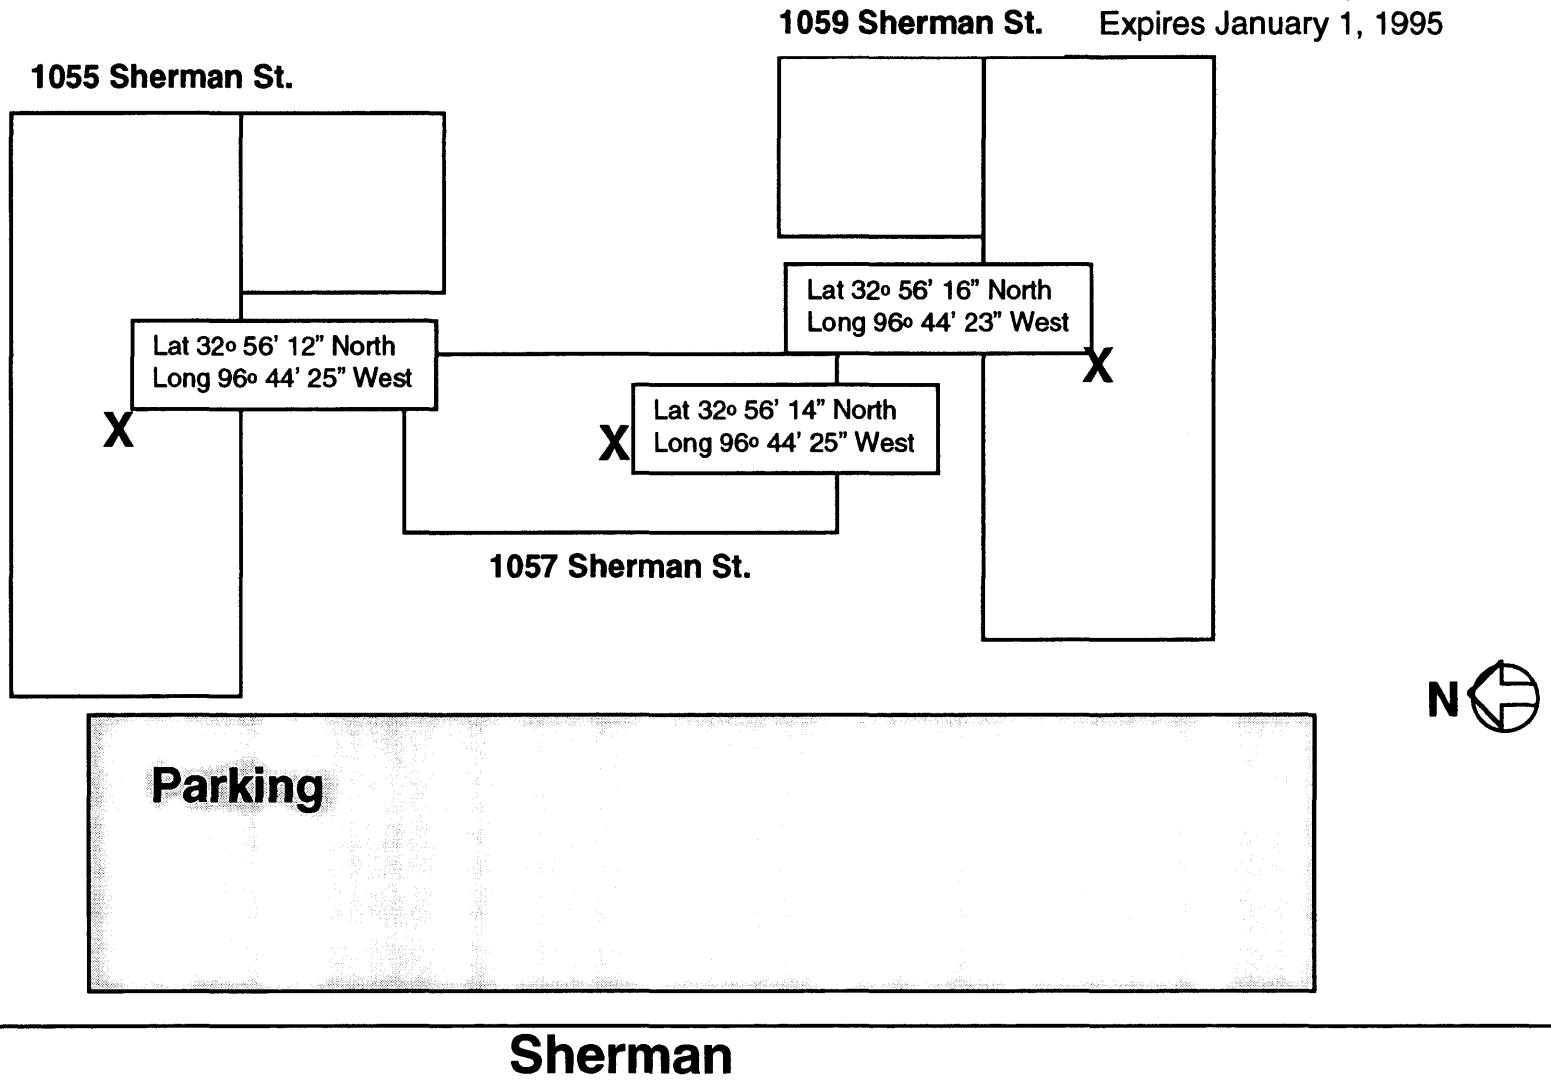 1059 Sherman St. Expires January 1, 1995
1055 Sherman St.
Lat 32o 56’ 16” North
Long 96o 44’ 23” West
Lat 32o 56’ 12” North
Long 96o 44’ 25” West
X
X
Lat 32o 56’ 14” North
Long 96o 44’ 25” West
X
1057 Sherman St.
N
Parking
Sherman